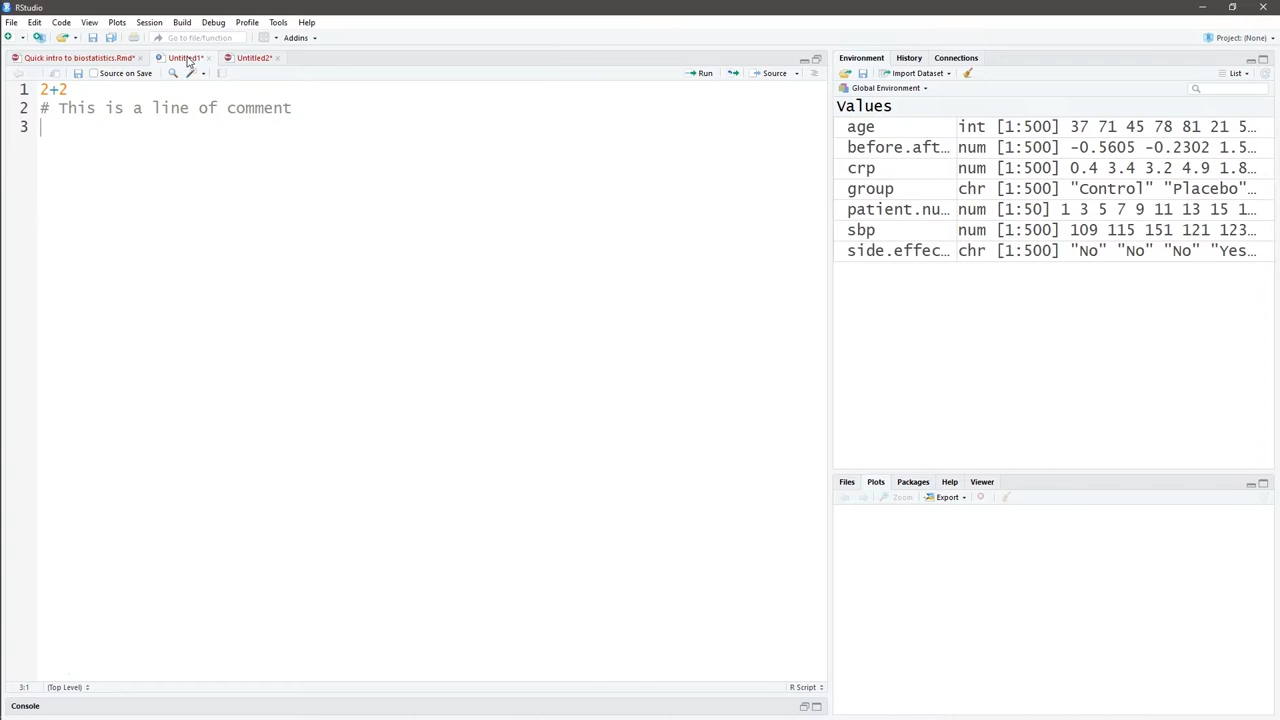 RStudio
File Edit Code View Plots Session Build Debug Profile Tools Help
Go to file/function Addins Project: (None)
Quick intro to biostatistics.Rmd* Untitled1* Untitled2*
Source on Save Run Source
1 2+2
2 # This is a line of comment
3
3:1 (Top Level) R Script
Console
Environment History Connections
Import Dataset List
Global Environment
Values
age int [1:500] 37 71 45 78 81 21 5…
before.aft… num [1:500] -0.5605 -0.2302 1.5…
crp num [1:500] 0.4 3.4 3.2 4.9 1.8…
group chr [1:500] "Control" "Placebo"…
patient.nu… num [1:50] 1 3 5 7 9 11 13 15 1…
sbp num [1:500] 109 115 151 121 123…
side.effec… chr [1:500] "No" "No" "No" "Yes…
Files Plots Packages Help Viewer
Zoom Export